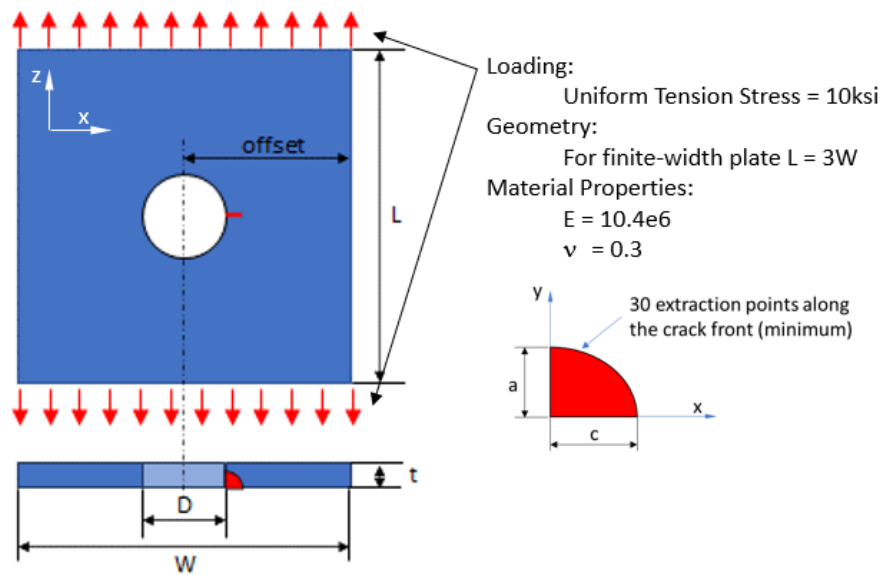 z
x
offset
L
t
D
W
Loading:
Uniform Tension Stress = 10ksi
Geometry:
For finite-width plate L = 3W
Material Properties:
E = 10.4e6
ν = 0.3
y
30 extraction points along
the crack front (minimum)
a
x
c